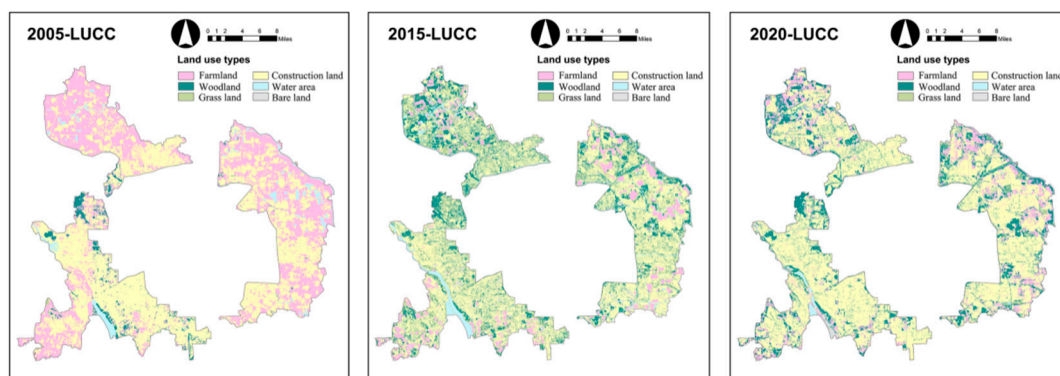 2005-LUCC
0 1 2 4 6 8
Miles
Land use types
Farmland Construction land
Woodland Water area
Grass land Bare land
2015-LUCC
0 1 2 4 6 8
Miles
Land use types
Farmland Construction land
Woodland Water area
Grass land Bare land
2020-LUCC
0 1 2 4 6 8
Miles
Land use types
Farmland Construction land
Woodland Water area
Grass land Bare land